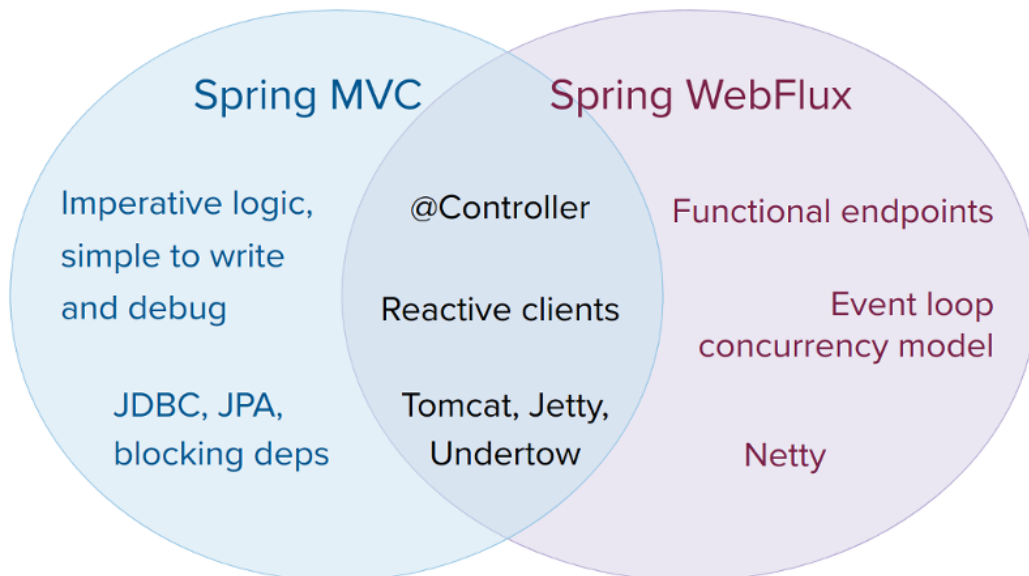 Spring MVC
Spring WebFlux
Imperative logic,
simple to write
and debug
JDBC, JPA,
blocking deps
@Controller
Reactive clients
Tomcat, Jetty,
Undertow
Functional endpoints
Event loop
concurrency model
Netty